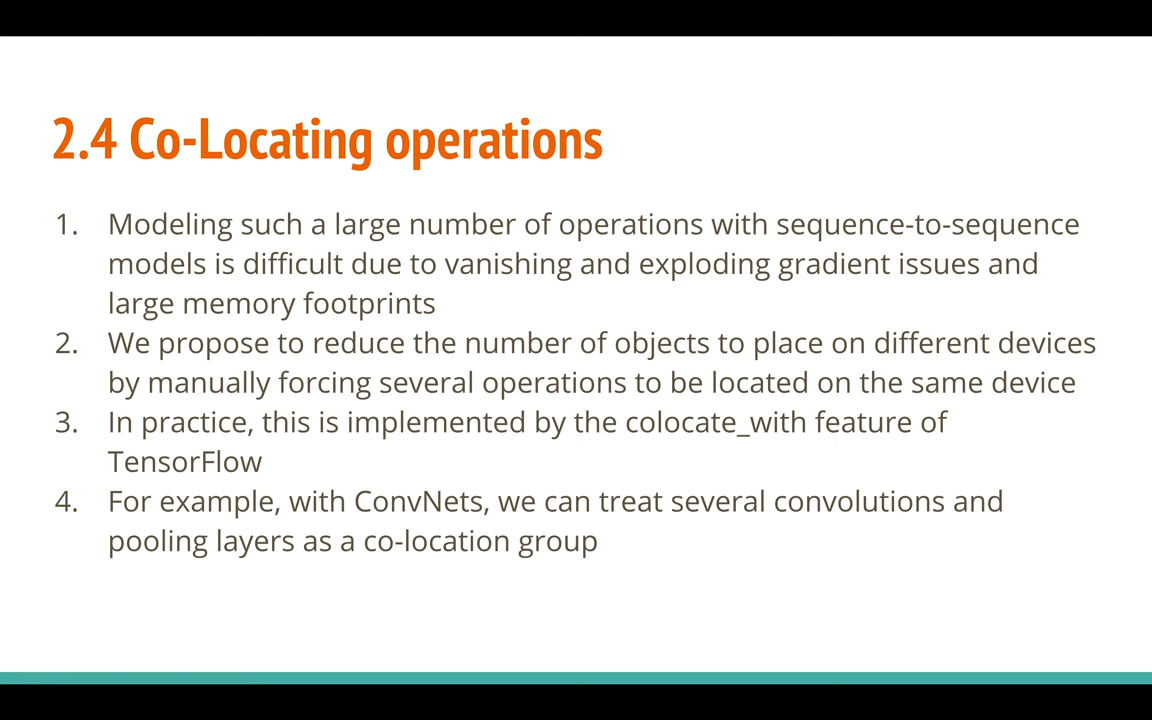 2.4 Co-Locating operations
1. Modeling such a large number of operations with sequence-to-sequence
models is difficult due to vanishing and exploding gradient issues and
large memory footprints
2. We propose to reduce the number of objects to place on different devices
by manually forcing several operations to be located on the same device
3. In practice, this is implemented by the colocate_with feature of
TensorFlow
4. For example, with ConvNets, we can treat several convolutions and
pooling layers as a co-location group